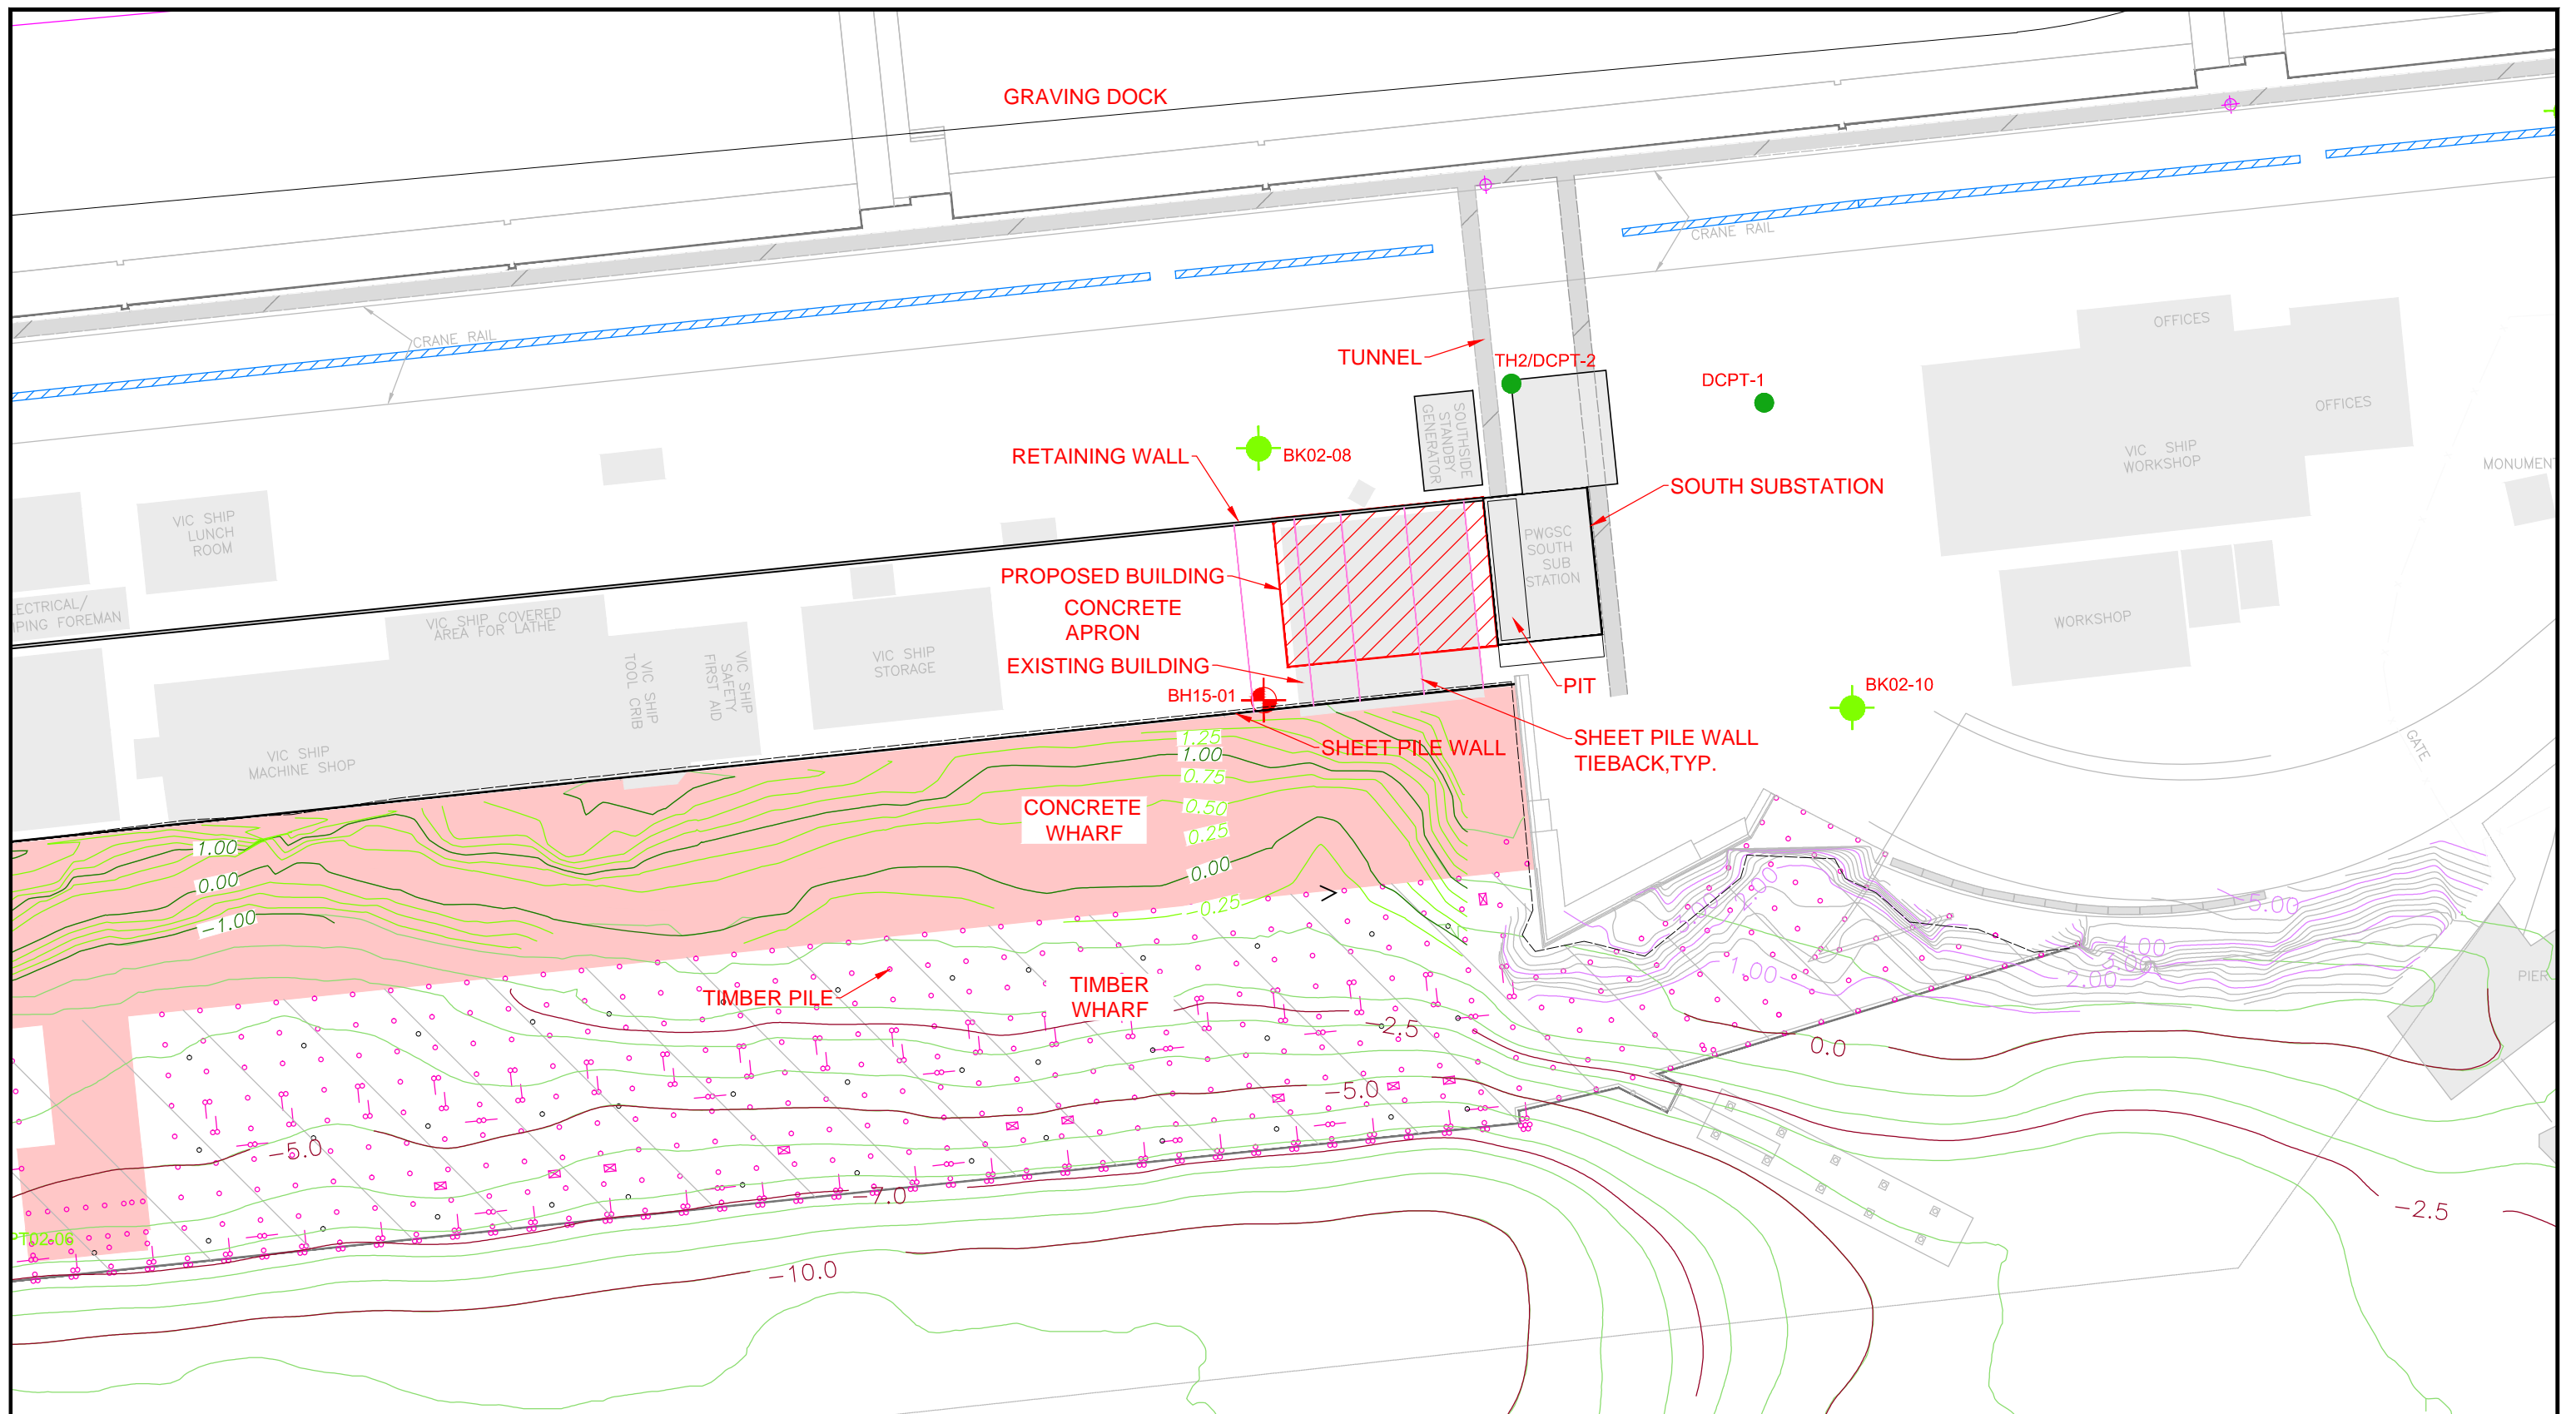 GRAVING DOCK
CRANE RAIL
CRANE RAIL
OFFICES
OFFICES
TUNNEL
TH2/DCPT-2
DCPT-1
SOUTHSIDE
STANDBY
GENERATOR
VIC SHIP
WORKSHOP
RETAINING WALL
BK02-08
SOUTH SUBSTATION
MONUMENT
VIC SHIP
LUNCH
ROOM
PWGSC
SOUTH
SUB
STATION
PROPOSED BUILDING
CONCRETE
APRON
LECTRICAL/
IPING FOREMAN
VIC SHIP COVERED
AREA FOR LATHE
WORKSHOP
VIC SHIP
STORAGE
EXISTING BUILDING
VIC SHIP
TOOL CRIB
VIC SHIP
SAFETY
FIRST AID
BH15-01
PIT
BK02-10
VIC SHIP
MACHINE SHOP
SHEET PILE WALL
SHEET PILE WALL
TIEBACK,TYP.
GATE
1.25
1.00
0.75
0.50
0.25
0.00
-0.25
CONCRETE
WHARF
1.00
0.00
-1.00
-5.00
-4.00
3.00
2.00
1.00
PIER
TIMBER PILE
TIMBER
WHARF
-2.5
0.0
-5.0
-5.0
-7.0
-2.5
PT02-06
-10.0